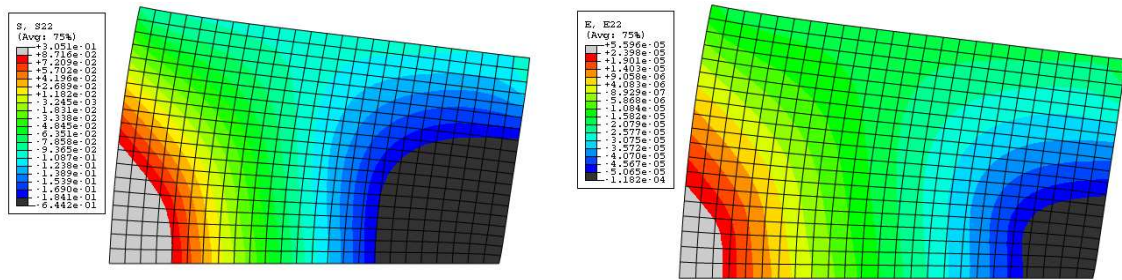 S, S22
(Avg: 75%)
+3.051e-01
+8.716e-02
+7.209e-02
+5.702e-02
+4.196e-02
+2.689e-02
+1.182e-02
-3.245e-03
-1.831e-02
-3.338e-02
-4.845e-02
-6.351e-02
-7.858e-02
-9.365e-02
-1.087e-01
-1.238e-01
-1.389e-01
-1.539e-01
-1.690e-01
-1.841e-01
-6.442e-01
E, E22
(Avg: 75%)
+5.596e-05
+2.398e-05
+1.901e-05
+1.403e-05
+9.058e-06
+4.083e-06
-8.929e-07
-5.868e-06
-1.084e-05
-1.582e-05
-2.079e-05
-2.577e-05
-3.075e-05
-3.572e-05
-4.070e-05
-4.567e-05
-5.065e-05
-1.182e-04